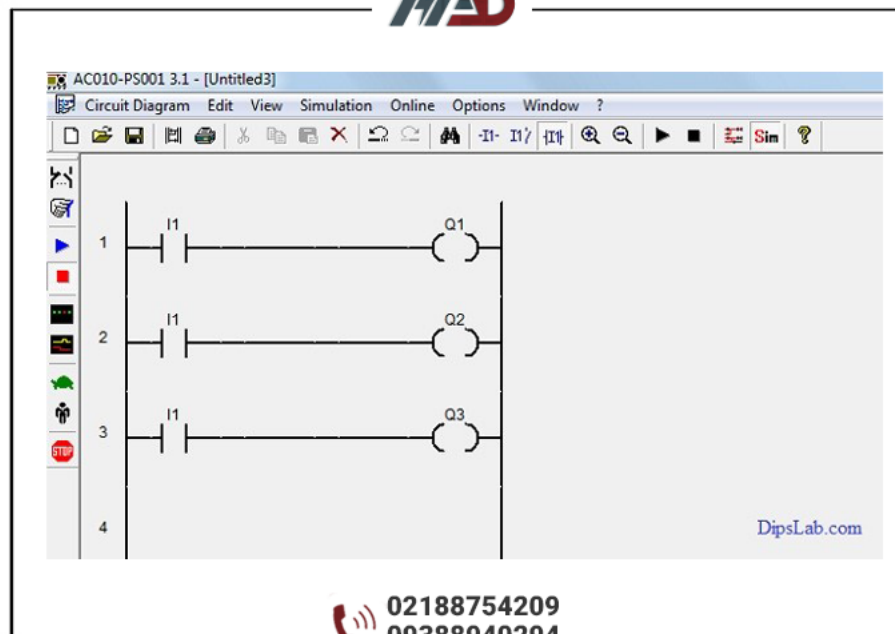 AC010-PS001 3.1 - [Untitled3]
Circuit Diagram Edit View Simulation Online Options Window ?
Sim
I1 Q1
1
I1 Q2
2
I1 Q3
3
STOP
4
DipsLab.com
02188754209